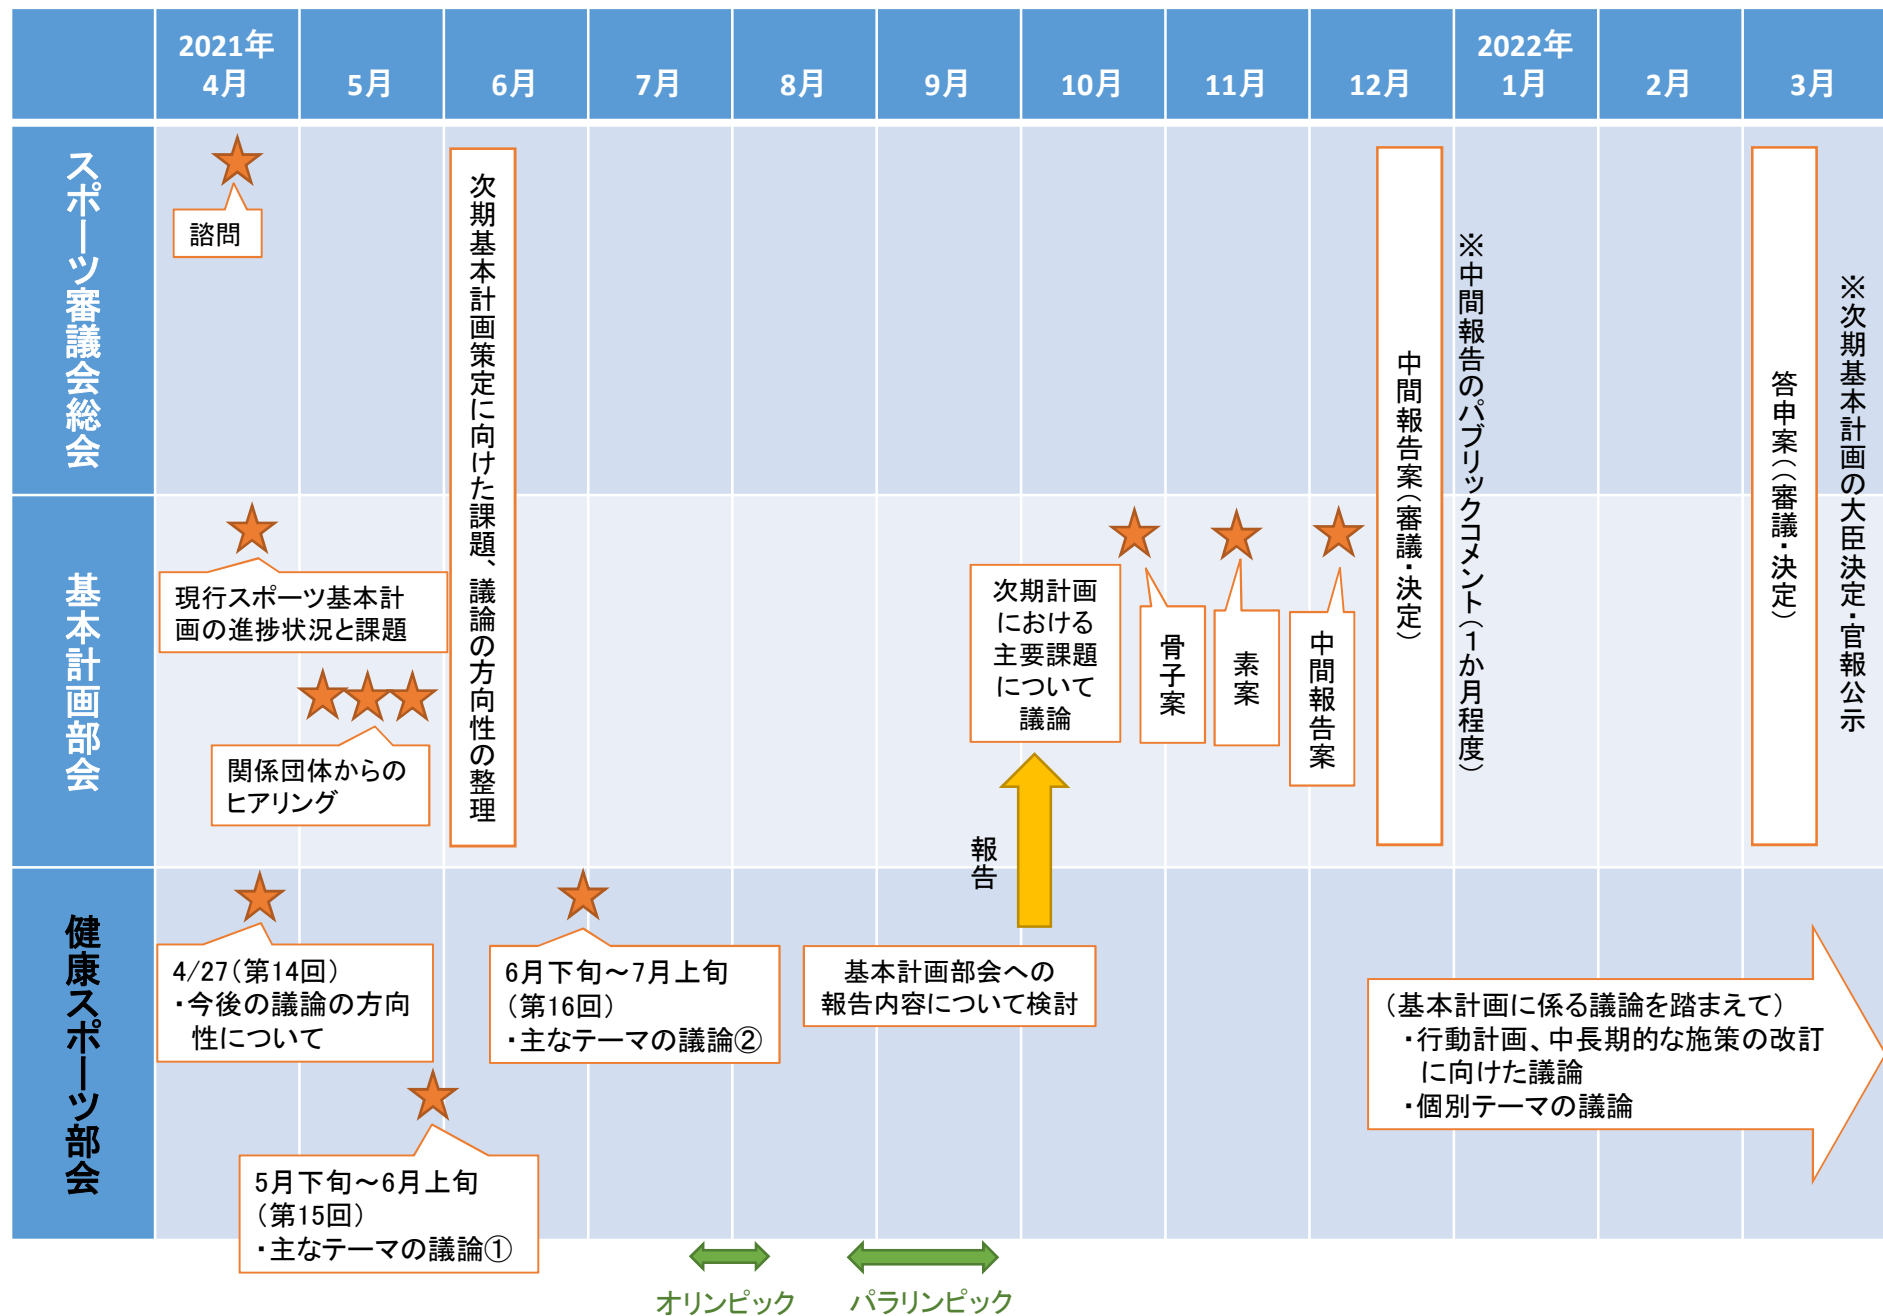 2021年
4月
5月
6月
7月
8月
9月
10月
11月
12月
2022年
1月
2月
3月
スポーツ審議会総会
諮問
次期基本計画策定に向けた課題、議論の方向性の整理
中間報告案(審議・決定)
※中間報告のパブリックコメント(1か月程度)
答申案((審議・決定)
※次期基本計画の大臣決定・官報公示
基本計画部会
現行スポーツ基本計
画の進捗状況と課題
関係団体からの
ヒアリング
次期計画
における
主要課題
について
議論
骨子案
素案
中間報告案
報告
健康スポーツ部会
4/27(第14回)
・今後の議論の方向
性について
5月下旬～6月上旬
(第15回)
・主なテーマの議論①
6月下旬～7月上旬
(第16回)
・主なテーマの議論②
基本計画部会への
報告内容について検討
(基本計画に係る議論を踏まえて)
・行動計画、中長期的な施策の改訂
に向けた議論
・個別テーマの議論
オリンピック
パラリンピック